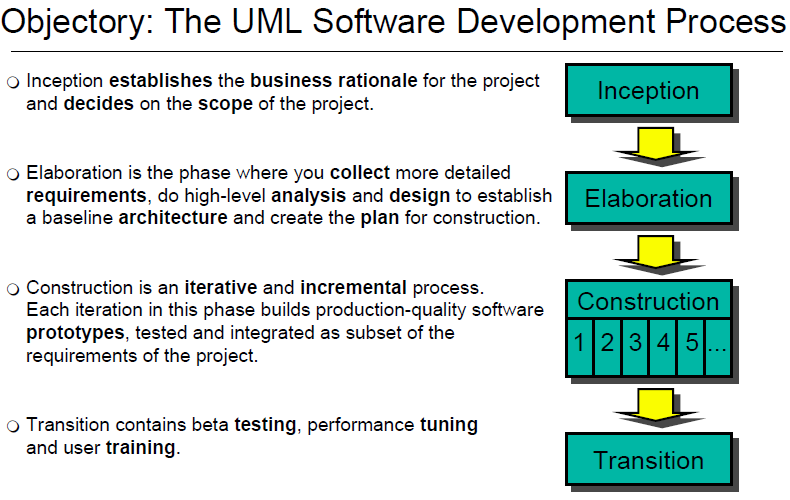 Objectory: The UML Software Development Process
Inception establishes the business rationale for the project
and decides on the scope of the project.
Inception
Elaboration is the phase where you collect more detailed
requirements, do high-level analysis and design to establish
a baseline architecture and create the plan for construction.
Elaboration
Construction is an iterative and incremental process.
Each iteration in this phase builds production-quality software
prototypes, tested and integrated as subset of the
requirements of the project.
Construction
1 2 3 4 5 ...
Transition contains beta testing, performance tuning
and user training.
Transition